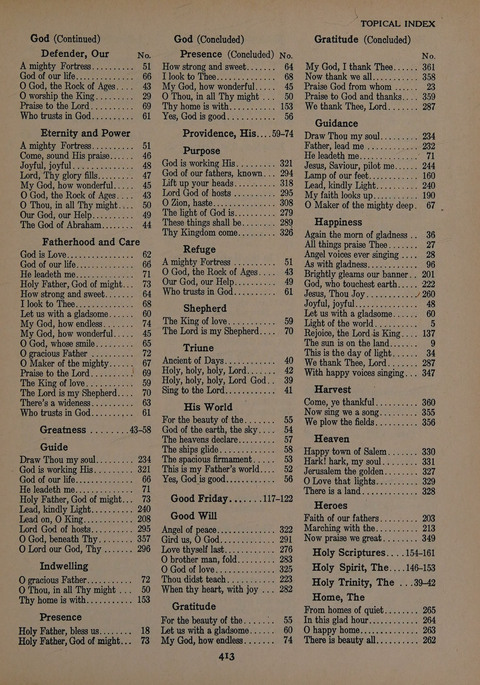 TOPICAL INDEX
God (Continued)
Defender, Our No.
A mighty Fortress.......... 51
God of our life............. 66
O God, the Rock of Ages.... 43
O worship the King......... 29
Praise to the Lord.......... 69
Who trusts in God.......... 61
Eternity and Power
A mighty Fortress.......... 51
Come, sound His praise...... 46
Joyful, joyful.............. 48
Lord, Thy glory fills........ 47
My God, how wonderful..... 45
O God, the Rock of Ages.... 43
O Thou, in all Thy might.... 50
Our God, our Help.......... 49
The God of Abraham........ 44
Fatherhood and Care
God is Love................ 62
God of our life............. 66
He leadeth me.............. 71
Holy Father, God of might... 73
How strong and sweet....... 64
I look to Thee.............. 68
Let us with a gladsome...... 60
My God, how endless....... 74
My God, how wonderful..... 45
O God, whose smile......... 65
O gracious Father .......... 72
O Maker of the mighty...... 67
Praise to the Lord.......... 69
The King of love............ 59
The Lord is my Shepherd.... 70
There's a wideness.......... 63
Who trusts in God.......... 61
Greatness ........43-58
Guide
Draw Thou my soul......... 234
God is working His......... 321
God of our life............. 66
He leadeth me.............. 71
Holy Father, God of might... 73
Lead, kindly Light.......... 240
Lead on, O King........... 208
Lord God of hosts.......... 295
O God, beneath Thy........ 357
O Lord our God, Thy ....... 296
Indwelling
O gracious Father........... 72
O Thou, in all Thy might ... 50
Thy home is with........... 153
Presence
Holy Father, bless us........ 18
Holy Father, God of might... 73
God (Concluded)
Presence (Concluded) No.
How strong and sweet....... 64
I look to Thee.............. 68
My God, how wonderful..... 45
O Thou, in all Thy might ... 50
Thy home is with........... 153
Yes, God is good............ 56
Providence, His....59-74
Purpose
God is working His......... 321
God of our fathers, known... 294
Lift up your heads.......... 318
Lord God of hosts .......... 295
O Zion, haste.............. 308
The light of God is......... 279
These things shall be........ 289
Thy Kingdom come......... 326
Refuge
A mighty Fortress .......... 51
O God, the Rock of Ages.... 43
Our God, our Help.......... 49
Who trusts in God.......... 61
Shepherd
The King of love............ 59
The Lord is my Shepherd.... 70
Triune
Ancient of Days............ 40
Holy, holy, holy, Lord....... 42
Holy, holy, holy, Lord God.. 39
Sing to the Lord............ 41
His World
For the beauty of the....... 55
God of the earth, the sky.... 54
The heavens declare......... 57
The ships glide............. 58
The spacious firmament..... 53
This is my Father's world.... 52
Yes, God is good............ 56
Good Friday.......117-122
Good Will
Angel of peace............. 322
Gird us, O God............ 291
Love thyself last............ 276
O brother man, fold........ 283
O God of love.............. 325
Thou didst teach........... 223
When thy heart, with joy ... 282
Gratitude
For the beauty of the....... 55
Let us with a gladsome...... 60
My God, how endless....... 74
Gratitude (Concluded)
No.
My God, I thank Thee...... 361
Now thank we all........... 358
Praise God from whom...... 23
Praise to God and thanks.... 359
We thank Thee, Lord....... 287
Guidance
Draw Thou my soul........ 234
Father, lead me ............ 232
He leadeth me.............. 71
Jesus, Saviour, pilot me...... 244
Lamp of our feet........... 160
Lead, kindly Light.......... 240
My faith looks up........... 190
O Maker of the mighty deep. 67
Happiness
Again the morn of gladness .. 36
All things praise Thee....... 27
Angel voices ever singing .... 28
As with gladness............ 96
Brightly gleams our banner.. 201
God, who touchest earth..... 222
Jesus, Thou Joy............ 260
Joyful, joyful............... 48
Let us with a gladsome...... 60
Light of the world.......... 5
Rejoice, the Lord is King.... 137
The sun is on the land....... 9
This is the day of light...... 34
We thank Thee, Lord....... 287
With happy voices singing... 347
Harvest
Come, ye thankful.......... 360
Now sing we a song......... 355
We plow the fields.......... 356
Heaven
Happy town of Salem....... 330
Hark! hark, my soul......... 331
Jerusalem the golden........ 327
O Love that lights.......... 329
There is a land............. 328
Heroes
Faith of our fathers......... 203
Marching with the.......... 213
Now praise we great........ 349
Holy Scriptures....154-161
Holy Spirit, The....146-153
Holy Trinity, The ...39-42
Home, The
From homes of quiet........ 265
In this glad hour........... 264
O happy home............. 263
There is beauty all.......... 262
413